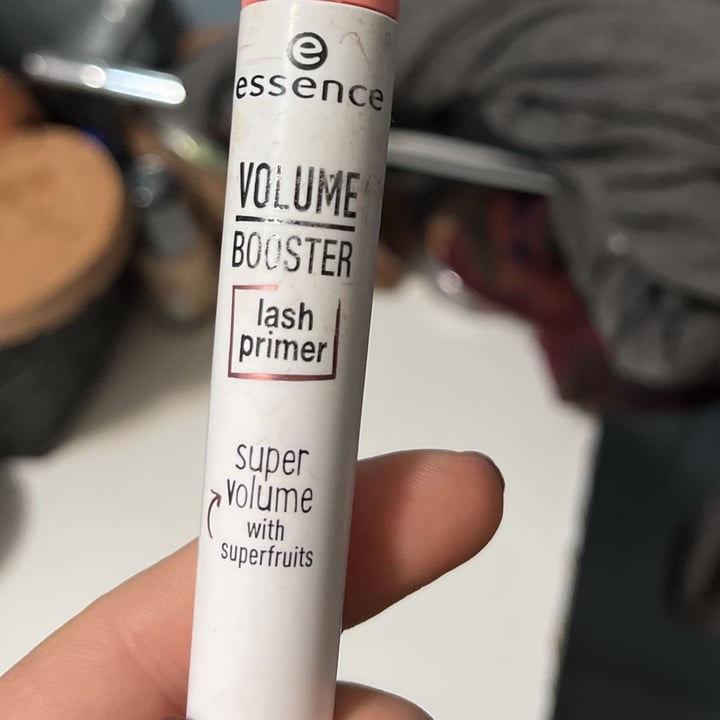 e
essence
VOLUME
BOOSTER
lash
primer
super
volume
with
superfruits